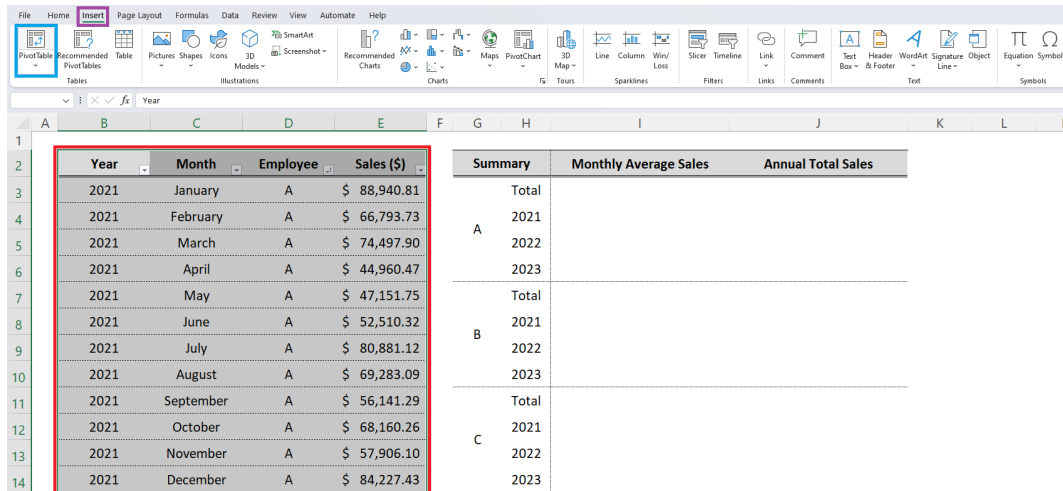 File Home Insert Page Layout Formulas Data Review View Automate Help
PivotTable Recommended PivotTables Table Pictures Shapes Icons 3D Models SmartArt Screenshot Recommended Charts Maps PivotChart 3D Map Line Column Win/Loss Slicer Timeline Link Comment Text Box Header & Footer WordArt Signature Line Object Equation Symbol
Tables Illustrations Charts Tours Sparklines Filters Links Comments Text Symbols
fx Year
A B C D E F G H I J K L
1
2 Year Month Employee Sales ($) Summary Monthly Average Sales Annual Total Sales
3 2021 January A $ 88,940.81 Total
4 2021 February A $ 66,793.73 2021
A
5 2021 March A $ 74,497.90 2022
6 2021 April A $ 44,960.47 2023
7 2021 May A $ 47,151.75 Total
8 2021 June A $ 52,510.32 2021
B
9 2021 July A $ 80,881.12 2022
10 2021 August A $ 69,283.09 2023
11 2021 September A $ 56,141.29 Total
12 2021 October A $ 68,160.26 2021
C
13 2021 November A $ 57,906.10 2022
14 2021 December A $ 84,227.43 2023